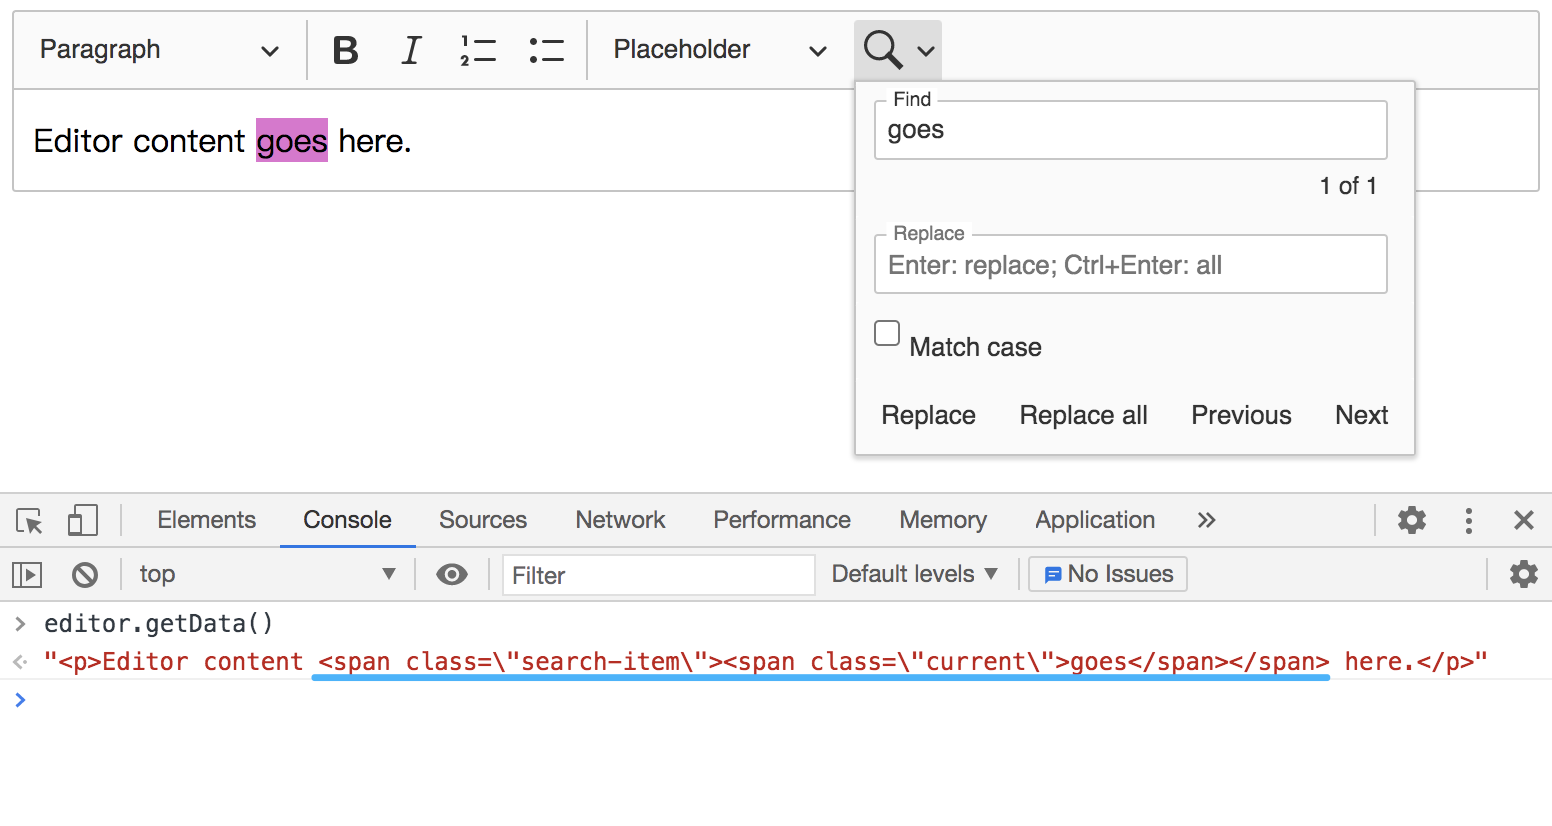 Paragraph B I Placeholder
Editor content goes here.
Find
goes
1 of 1
Replace
Enter: replace; Ctrl+Enter: all
Match case
Replace Replace all Previous Next
Elements Console Sources Network Performance Memory Application »
top ▼ Filter Default levels ▼ No Issues
> editor.getData()
"<p>Editor content <span class=\"search-item\"><span class=\"current\">goes</span></span> here.</p>"
>